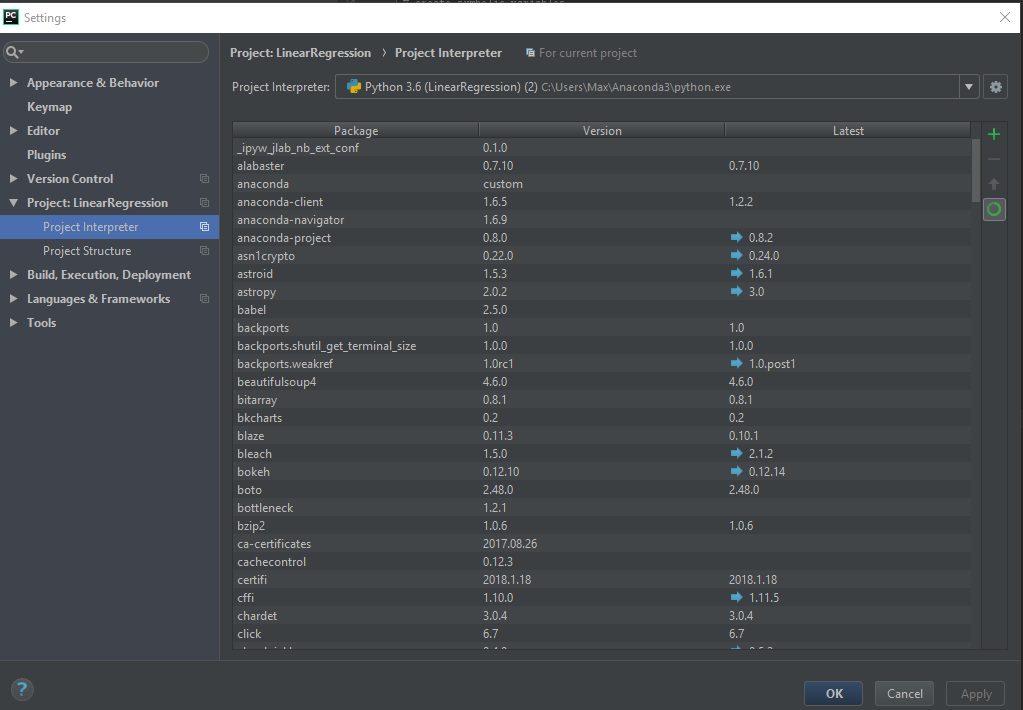 # create symbolic variables
PC Settings
Project: LinearRegression › Project Interpreter For current project
Project Interpreter: Python 3.6 (LinearRegression) (2) C:\Users\Max\Anaconda3\python.exe
Appearance & Behavior
Keymap
Editor
Plugins
Version Control
Project: LinearRegression
Project Interpreter
Project Structure
Build, Execution, Deployment
Languages & Frameworks
Tools
Package Version Latest
_ipyw_jlab_nb_ext_conf 0.1.0
alabaster 0.7.10 0.7.10
anaconda custom
anaconda-client 1.6.5 1.2.2
anaconda-navigator 1.6.9
anaconda-project 0.8.0 0.8.2
asn1crypto 0.22.0 0.24.0
astroid 1.5.3 1.6.1
astropy 2.0.2 3.0
babel 2.5.0
backports 1.0 1.0
backports.shutil_get_terminal_size 1.0.0 1.0.0
backports.weakref 1.0rc1 1.0.post1
beautifulsoup4 4.6.0 4.6.0
bitarray 0.8.1 0.8.1
bkcharts 0.2 0.2
blaze 0.11.3 0.10.1
bleach 1.5.0 2.1.2
bokeh 0.12.10 0.12.14
boto 2.48.0 2.48.0
bottleneck 1.2.1
bzip2 1.0.6 1.0.6
ca-certificates 2017.08.26
cachecontrol 0.12.3
certifi 2018.1.18 2018.1.18
cffi 1.10.0 1.11.5
chardet 3.0.4 3.0.4
click 6.7 6.7
?
OK Cancel Apply